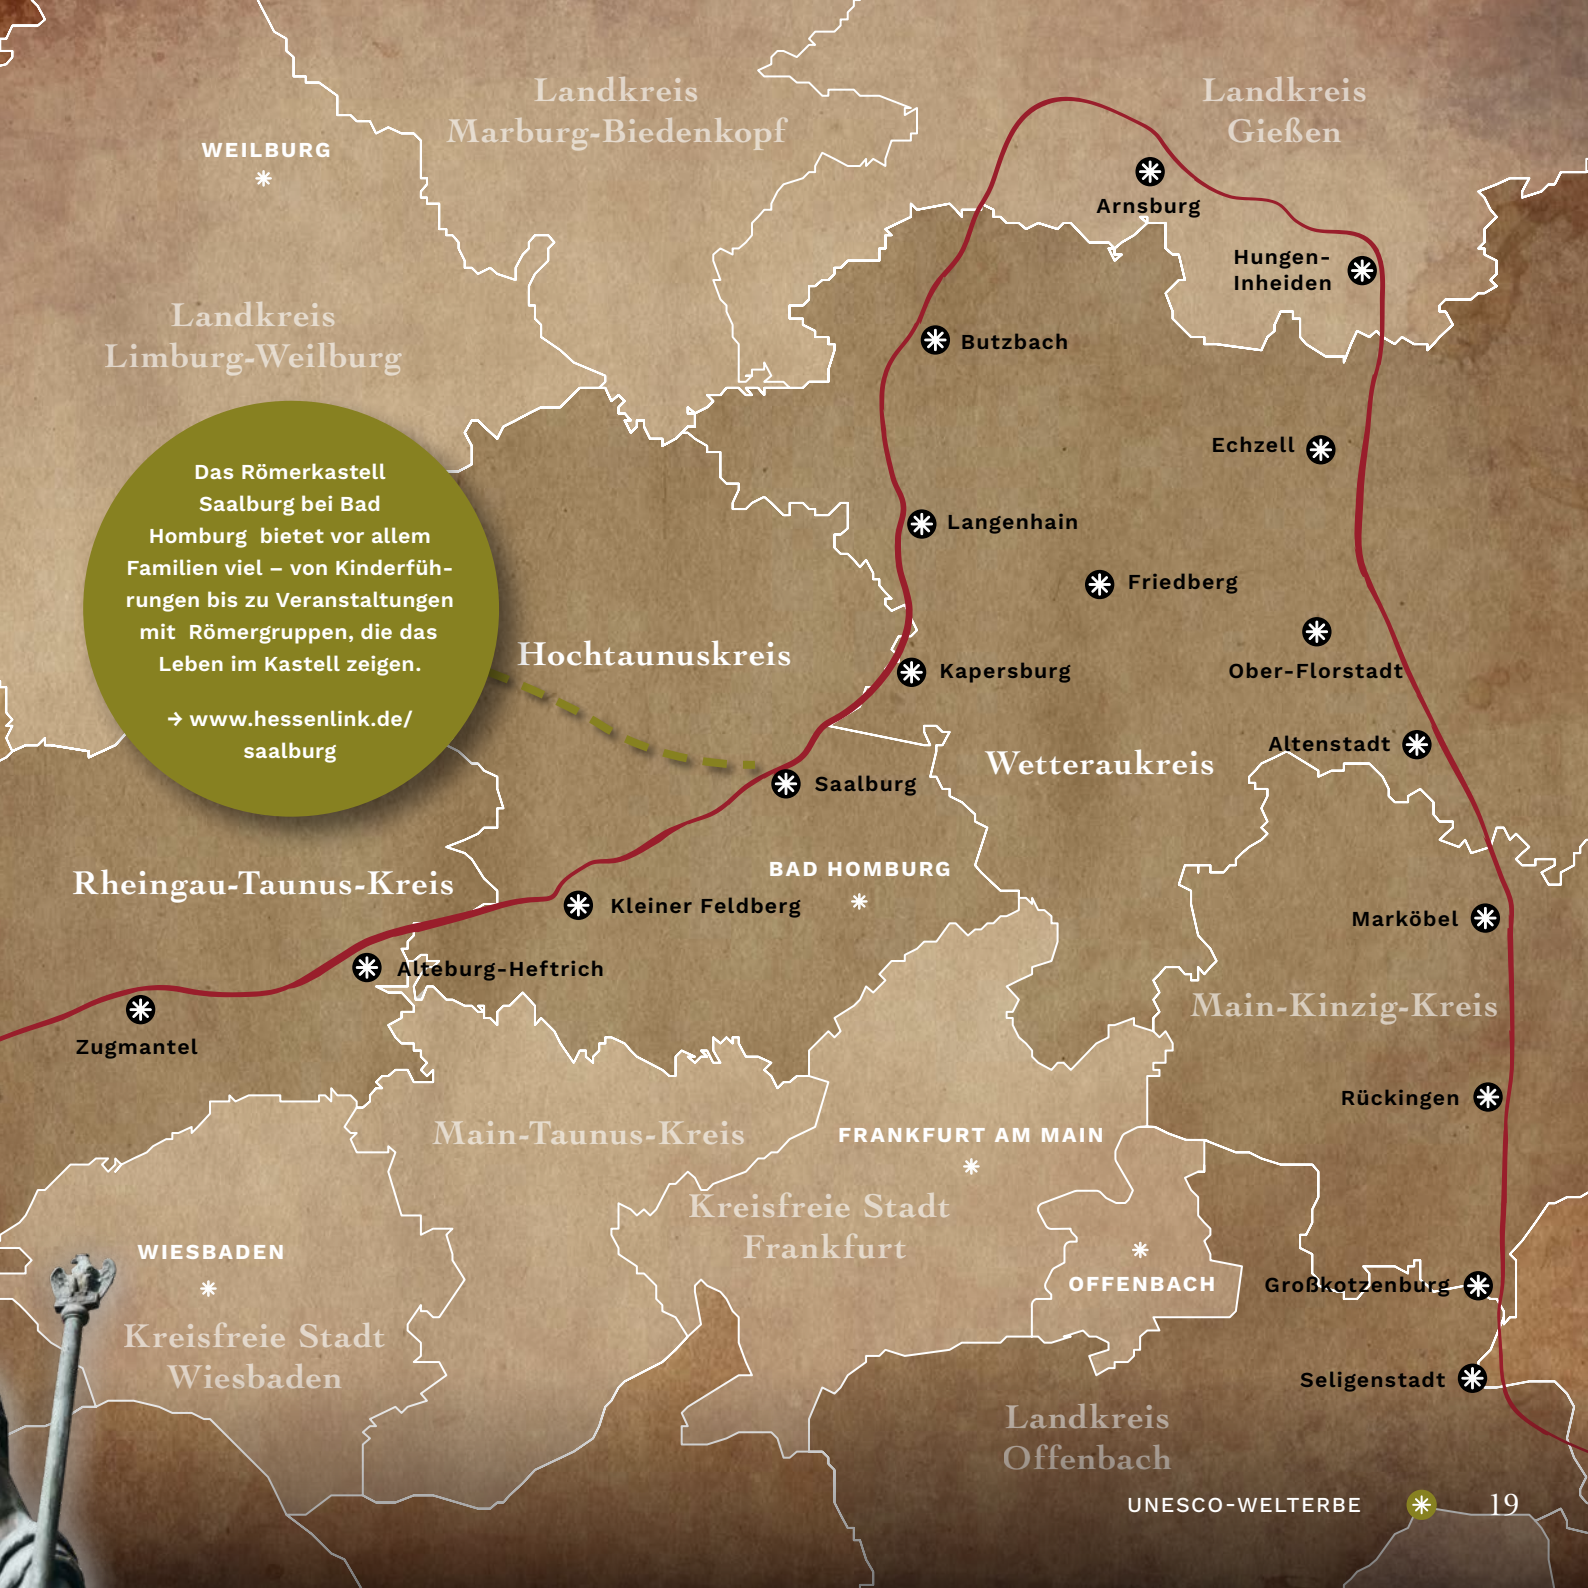 Landkreis
Marburg-Biedenkopf
Landkreis
Gießen
WEILBURG
Arnsburg
Hungen-
Inheiden
Landkreis
Limburg-Weilburg
Butzbach
Echzell
Das Römerkastell
Saalburg bei Bad
Homburg  bietet vor allem
Familien viel – von Kinderfüh-
rungen bis zu Veranstaltungen
mit  Römergruppen, die das
Leben im Kastell zeigen.
→ www.hessenlink.de/
saalburg
Langenhain
Friedberg
Hochtaunuskreis
Kapersburg
Ober-Florstadt
Altenstadt
Wetteraukreis
Saalburg
BAD HOMBURG
Rheingau-Taunus-Kreis
Kleiner Feldberg
Marköbel
Alteburg-Heftrich
Main-Kinzig-Kreis
Zugmantel
Rückingen
Main-Taunus-Kreis
FRANKFURT AM MAIN
Kreisfreie Stadt
Frankfurt
WIESBADEN
OFFENBACH
Großkotzenburg
Kreisfreie Stadt
Wiesbaden
Seligenstadt
Landkreis
Offenbach
UNESCO-WELTERBE
19